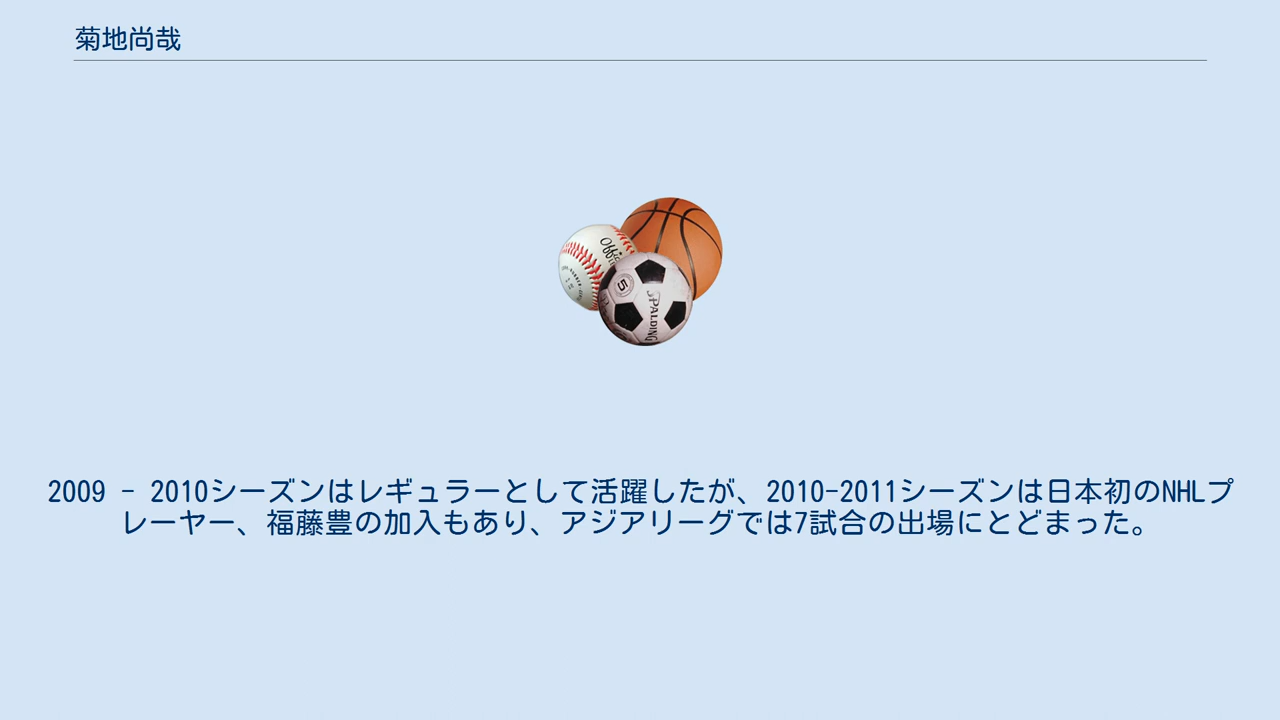 菊地尚哉
Offici
5
SPALDING
2009 - 2010シーズンはレギュラーとして活躍したが、2010-2011シーズンは日本初のNHLプ
レーヤー、福藤豊の加入もあり、アジアリーグでは7試合の出場にとどまった。